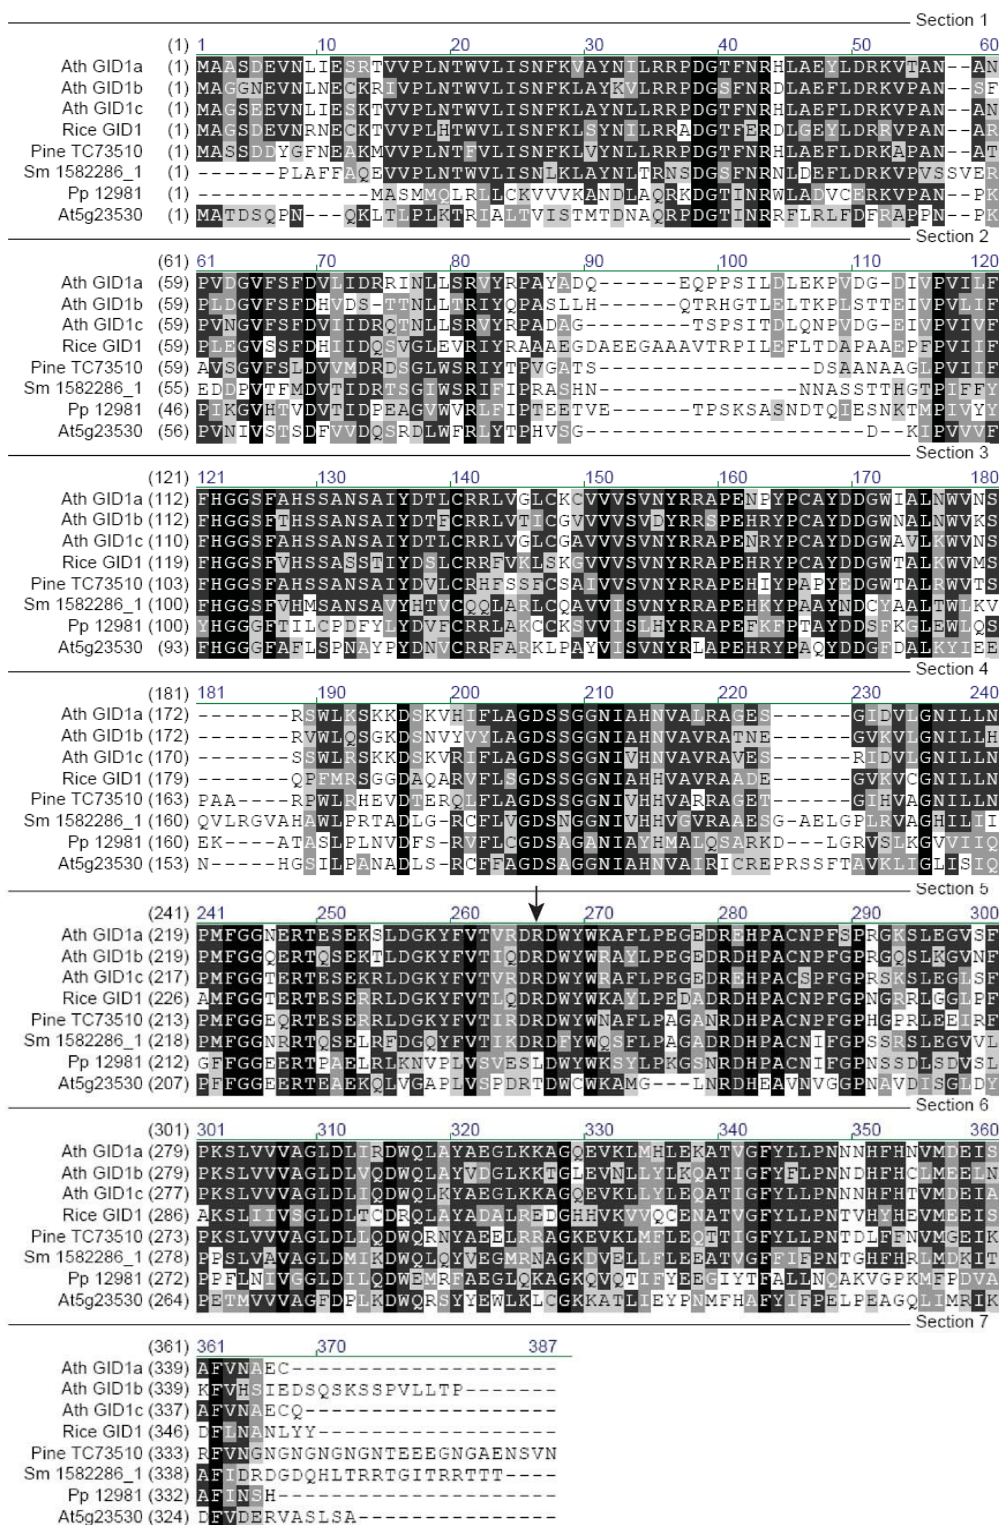 Section 1
(1) 1 10 20 30 40 50 60
Ath GID1a (1) MAASDEVNLIESRTVVPLNTWVLISNFKVAYNILRRPDGTFNRHLAEYLDRKVTAN--AN
Ath GID1b (1) MAGGNEVNLNECKRIVPLNTWVLISNFKLAYKVLRRPDGSFNRDLAEFLDRKVPAN--SF
Ath GID1c (1) MAGSEEVNLIESKTVVPLNTWVLISNFKLAYNLLRRPDGTFNRHLAEFLDRKVPAN--AN
Rice GID1 (1) MAGSDEVNRNECKTVVPLHTWVLISNFKLSYNILRRADGTFERDLGEYLDRRVPAN--AR
Pine TC73510 (1) MASSDDYGFNEAKMVVPLNTFVLISNFKLVYNLLRRPDGTFNRHLAEFLDRKAPAN--AT
Sm 1582286_1 (1) ------PLAFFAQEVVPLNTWVLISNLKLAYNLTRNSDGSFNRNLDEFLDRKVPVSSVER
Pp 12981 (1) -------------MASMMQLRLLCKVVVKANDLAQRKDGTINRWLADVCERKVPAN--PK
At5g23530 (1) MATDSQPN---QKLTLPLKTRIALTVISTMTDNAQRPDGTINRRFLRLFDFRAPPN--PK
Section 2
(61) 61 70 80 90 100 110 120
Ath GID1a (59) PVDGVFSFDVLIDRRINLLSRVYRPAYADQ------EQPPSILDLEKPVDG-DIVPVILF
Ath GID1b (59) PLDGVFSFDHVDS-TTNLLTRIYQPASLLH------QTRHGTLELTKPLSTTEIVPVLIF
Ath GID1c (59) PVNGVFSFDVIIDRQTNLLSRVYRPADAG--------TSPSITDLQNPVDG-EIVPVIVF
Rice GID1 (59) PLEGVSSFDHIIDQSVGLEVRIYRAAAEGDAEEGAAAVTRPILEFLTDAPAAEPFPVIIF
Pine TC73510 (59) AVSGVFSLDVVMDRDSGLWSRIYTPVGATS----------------DSAANAAGLPVIIF
Sm 1582286_1 (55) EDDPVTFMDVTIDRTSGIWSRIFIPRASHN---------------NNASSTTHGTPIFFY
Pp 12981 (46) PIKGVHTVDVTIDPEAGVWVRLFIPTEETVE------TPSKSASNDTQIESNKTMPIVYY
At5g23530 (56) PVNIVSTSDFVVDQSRDLWFRLYTPHVSG---------------------D--KIPVVVF
Section 3
(121) 121 130 140 150 160 170 180
Ath GID1a (112) FHGGSFAHSSANSAIYDTLCRRLVGLCKCVVVSVNYRRAPENPYPCAYDDGWIALNWVNS
Ath GID1b (112) FHGGSFTHSSANSAIYDTFCRRLVTICGVVVVSVDYRRSPEHRYPCAYDDGWNALNWVKS
Ath GID1c (110) FHGGSFAHSSANSAIYDTLCRRLVGLCGAVVVSVNYRRAPENRYPCAYDDGWAVLKWVNS
Rice GID1 (119) FHGGSFVHSSASSTIYDSLCRRFVKLSKGVVVSVNYRRAPEHRYPCAYDDGWTALKWVMS
Pine TC73510 (103) FHGGSFAHSSANSAIYDVLCRHFSSFCSAIVVSVNYRRAPEHIYPAPYEDGWTALRWVTS
Sm 1582286_1 (100) FHGGSFVHMSANSAVYHTVCQQLARLCQAVVISVNYRRAPEHKYPAAYNDCYAALTWLKV
Pp 12981 (100) YHGGGFTILCPDFYLYDVFCRRLAKCCKSVVISLHYRRAPEFKFPTAYDDSFKGLEWLQS
At5g23530 (93) FHGGGFAFLSPNAYPYDNVCRRFARKLPAYVISVNYRLAPEHRYPAQYDDGFDALKYIEE
Section 4
(181) 181 190 200 210 220 230 240
Ath GID1a (172) -------RSWLKSKKDSKVHIFLAGDSSGGNIAHNVALRAGES------GIDVLGNILLN
Ath GID1b (172) -------RVWLQSGKDSNVYVYLAGDSSGGNIAHNVAVRATNE------GVKVLGNILLH
Ath GID1c (170) -------SSWLRSKKDSKVRIFLAGDSSGGNIVHNVAVRAVES------RIDVLGNILLN
Rice GID1 (179) -------QPFMRSGGDAQARVFLSGDSSGGNIAHHVAVRAADE------GVKVCGNILLN
Pine TC73510 (163) PAA----RPWLRHEVDTERQLFLAGDSSGGNIVHHVARRAGET------GIHVAGNILLN
Sm 1582286_1 (160) QVLRGVAHAWLPRTADLG-RCFLVGDSNGGNIVHHVGVRAAESG-AELGPLRVAGHILII
Pp 12981 (160) EK----ATASLPLNVDFS-RVFLCGDSAGANIAYHMALQSARKD---LGRVSLKGVVIIQ
At5g23530 (153) N-----HGSILPANADLS-RCFFAGDSAGGNIAHNVAIRICREPRSSFTAVKLIGLISIQ
Section 5
(241) 241 250 260 270 280 290 300
Ath GID1a (219) PMFGGNERTESEKSLDGKYFVTVRDRDWYWKAFLPEGEDREHPACNPFSPRGKSLEGVSF
Ath GID1b (219) PMFGGQERTQSEKTLDGKYFVTIQDRDWYWRAYLPEGEDRDHPACNPFGPRGQSLKGVNF
Ath GID1c (217) PMFGGTERTESEKRLDGKYFVTVRDRDWYWRAFLPEGEDREHPACSPFGPRSKSLEGLSF
Rice GID1 (226) AMFGGTERTESERRLDGKYFVTLQDRDWYWKAYLPEDADRDHPACNPFGPNGRRLGGLPF
Pine TC73510 (213) PMFGGEQRTESERRLDGKYFVTIRDRDWYWNAFLPAGANRDHPACNPFGPHGPRLEEIRF
Sm 1582286_1 (218) PMFGGNRRTQSELRFDGQYFVTIKDRDFYWQSFLPAGADRDHPACNIFGPSSRSLEGVVL
Pp 12981 (212) GFFGGEERTPAELRLKNVPLVSVESLDWYWKSYLPKGSNRDHPACNIFGPNSSDLSDVSL
At5g23530 (207) PFFGGEERTEAEKQLVGAPLVSPDRTDWCWKAMG---LNRDHEAVNVGGPNAVDISGLDY
Section 6
(301) 301 310 320 330 340 350 360
Ath GID1a (279) PKSLVVVAGLDLIRDWQLAYAEGLKKAGQEVKLMHLEKATVGFYLLPNNNHFHNVMDEIS
Ath GID1b (279) PKSLVVVAGLDLVQDWQLAYVDGLKKTGLEVNLLYLKQATIGFYFLPNNDHFHCLMEELN
Ath GID1c (277) PKSLVVVAGLDLIQDWQLKYAEGLKKAGQEVKLLYLEQATIGFYLLPNNNHFHTVMDEIA
Rice GID1 (286) AKSLIIVSGLDLTCDRQLAYADALREDGHHVKVVQCENATVGFYLLPNTVHYHEVMEEIS
Pine TC73510 (273) PKSLVVVAGLDLLQDWQRNYAEELRRAGKEVKLMFLEQTTIGFYLLPNTDLFFNVMGEIK
Sm 1582286_1 (278) PPSLVAVAGLDMIKDWQLQYVEGMRNAGKDVELLFLEEATVGFFIFPNTGHFHRLMDKIT
Pp 12981 (272) PPFLNIVGGLDILQDWEMRFAEGLQKAGKQVQTIFYEEGIYTFALLNQAKVGPKMFPDVA
At5g23530 (264) PETMVVVAGFDPLKDWQRSYYEWLKLCGKKATLIEYPNMFHAFYIFPELPEAGQLIMRIK
Section 7
(361) 361 370 387
Ath GID1a (339) AFVNAEC--------------------
Ath GID1b (339) KFVHSIEDSQSKSSPVLLTP-------
Ath GID1c (337) AFVNAECQ-------------------
Rice GID1 (346) DFLNANLYY------------------
Pine TC73510 (333) RFVNGNGNGNGNGNTEEEGNGAENSVN
Sm 1582286_1 (338) AFIDRDGDQHLTRRTGITRRTTT----
Pp 12981 (332) AFINSH---------------------
At5g23530 (324) DFVDERVASLSA---------------